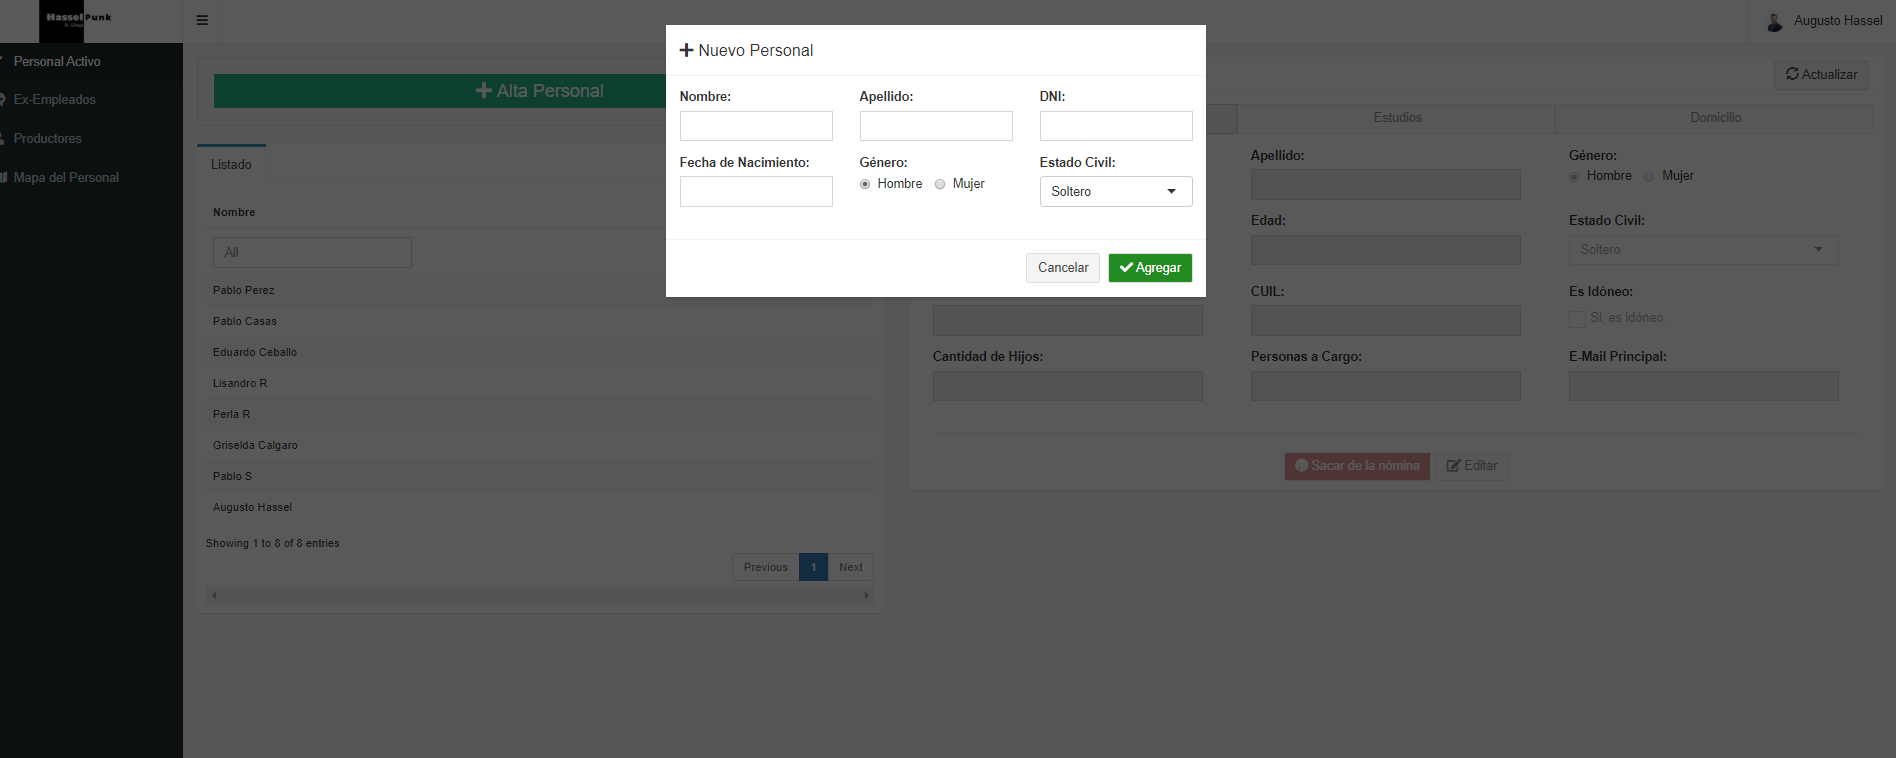 HasselPunk
Augusto Hassel
Personal Activo
Ex-Empleados
Productores
Mapa del Personal
Alta Personal
Listado
Nombre
All
Pablo Perez
Pablo Casas
Eduardo Ceballo
Lisandro R
Perla R
Griselda Calgaro
Pablo S
Augusto Hassel
Showing 1 to 8 of 8 entries
Previous 1 Next
Nuevo Personal
Nombre: Apellido: DNI:
Fecha de Nacimiento: Género: Estado Civil:
Hombre Mujer Soltero
Cancelar Agregar
Actualizar
Estudios Domicilio
Apellido: Género:
Hombre Mujer
Edad: Estado Civil:
Soltero
CUIL: Es Idóneo:
Si, es idóneo.
Cantidad de Hijos: Personas a Cargo: E-Mail Principal:
Sacar de la nómina Editar